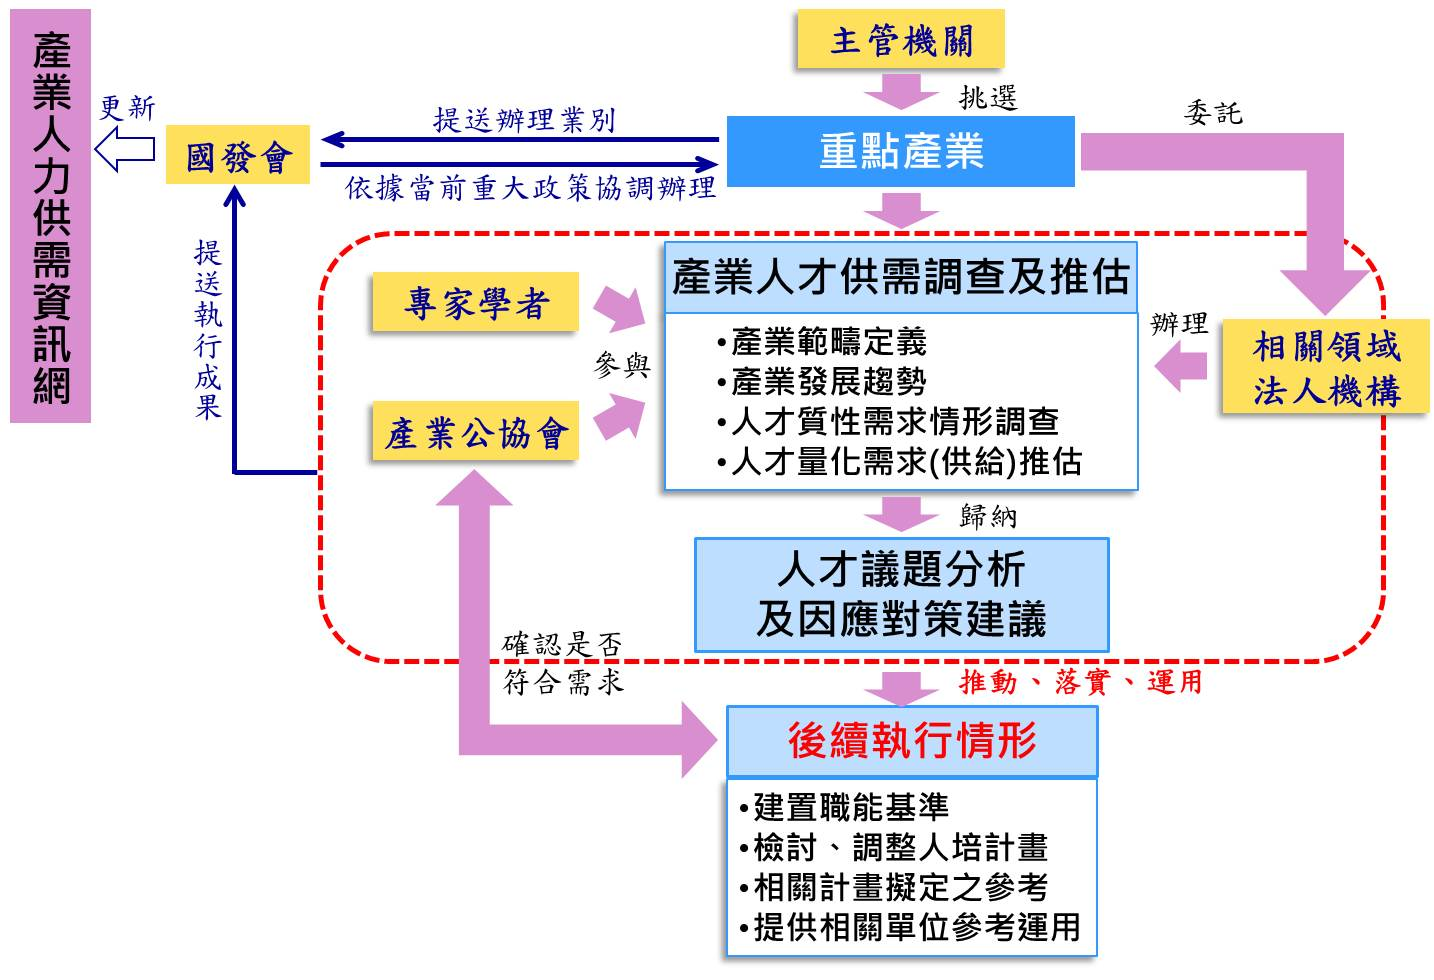 產業人力供需資訊網
更新
國發會
提送辦理業別
依據當前重大政策協調辦理
主管機關
挑選
重點產業
委託
提送執行成果
專家學者
參與
產業公協會
產業人才供需調查及推估
•產業範疇定義
•產業發展趨勢
•人才質性需求情形調查
•人才量化需求(供給)推估
辦理
相關領域
法人機構
歸納
人才議題分析
及因應對策建議
確認是否
符合需求
推動、落實、運用
後續執行情形
•建置職能基準
•檢討、調整人培計畫
•相關計畫擬定之參考
•提供相關單位參考運用